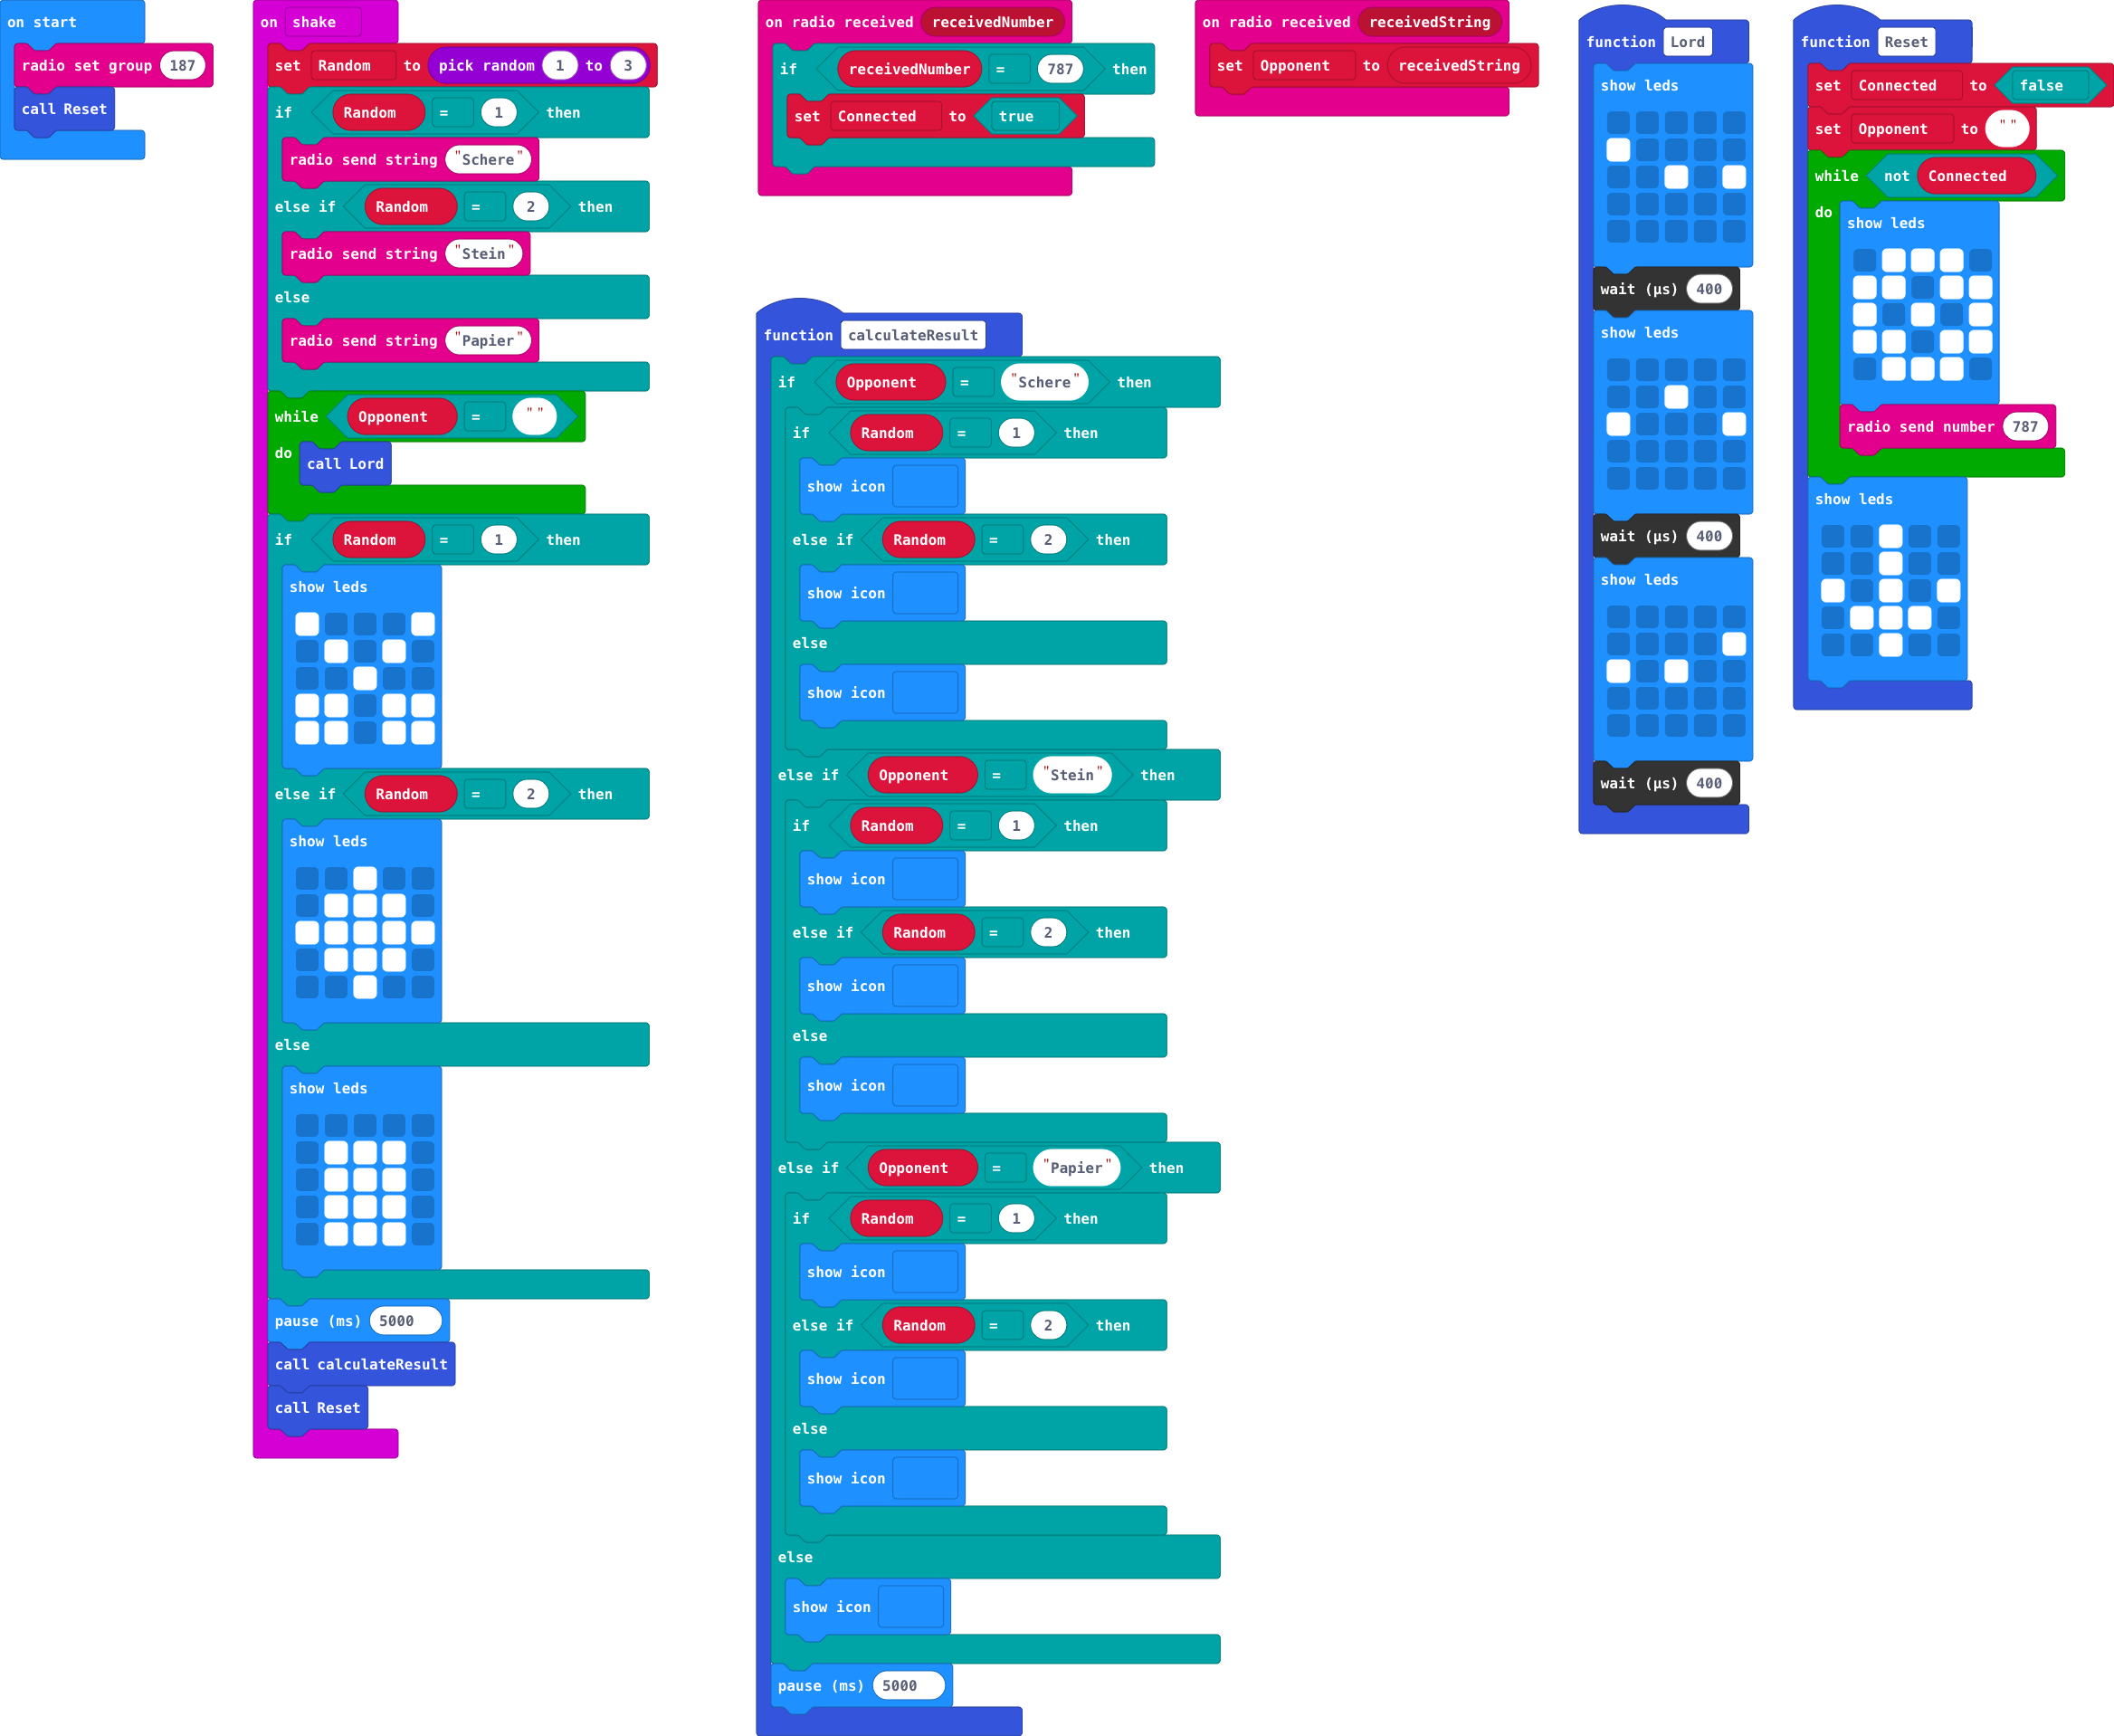 on start
radio set group 187
call Reset
on shake
set Random to pick random 1 to 3
if Random = 1 then
radio send string "Schere"
else if Random = 2 then
radio send string "Stein"
else
radio send string "Papier"
while Opponent = ""
do call Lord
if Random = 1 then
show leds
else if Random = 2 then
show leds
else
show leds
pause (ms) 5000
call calculateResult
call Reset
on radio received receivedNumber
if receivedNumber = 787 then
set Connected to true
function calculateResult
if Opponent = "Schere" then
if Random = 1 then
show icon
else if Random = 2 then
show icon
else
show icon
else if Opponent = "Stein" then
if Random = 1 then
show icon
else if Random = 2 then
show icon
else
show icon
else if Opponent = "Papier" then
if Random = 1 then
show icon
else if Random = 2 then
show icon
else
show icon
else
show icon
pause (ms) 5000
on radio received receivedString
set Opponent to receivedString
function Lord
show leds
wait (µs) 400
show leds
wait (µs) 400
show leds
wait (µs) 400
function Reset
set Connected to false
set Opponent to ""
while not Connected
do show leds
radio send number 787
show leds